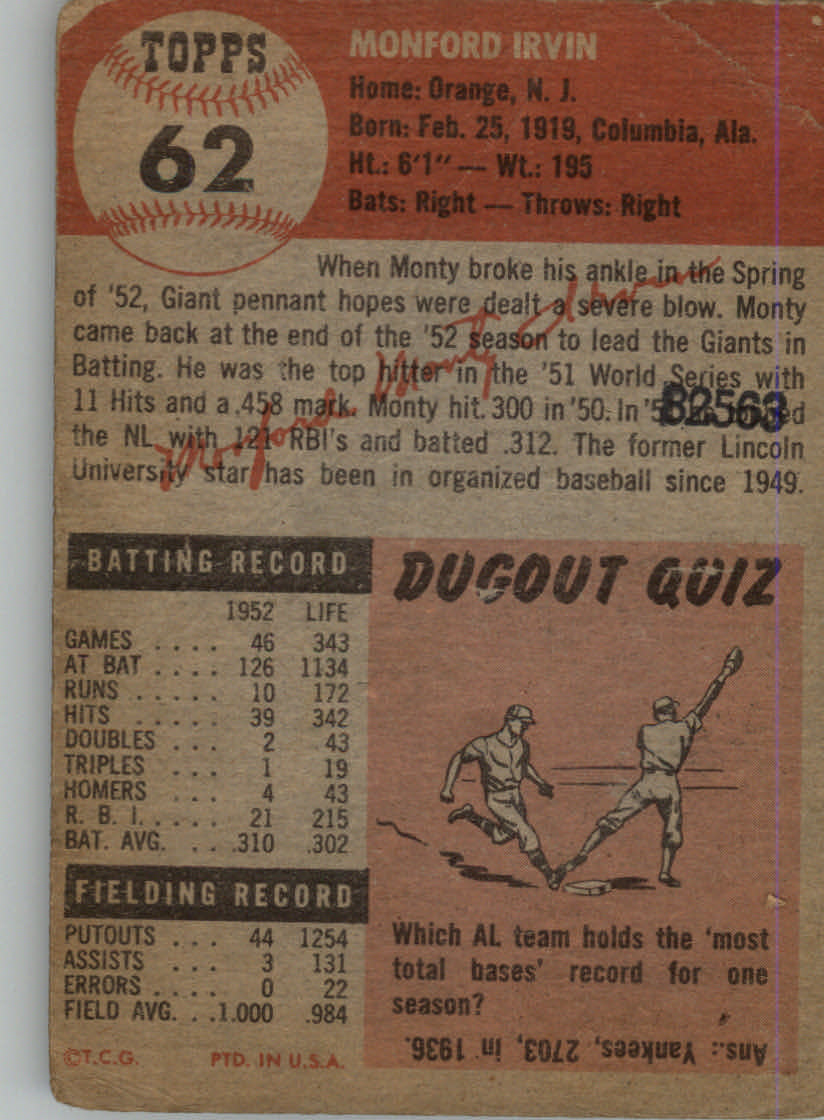 TOPPS
62
MONFORD IRVIN
Home: Orange, N. J.
Born: Feb. 25, 1919, Columbia, Ala.
Ht.: 6'1" — Wt.: 195
Bats: Right — Throws: Right
When Monty broke his ankle in the Spring
of '52, Giant pennant hopes were dealt a severe blow. Monty
came back at the end of the '52 season to lead the Giants in
Batting. He was the top hitter in the '51 World Series with
11 Hits and a .458 mark. Monty hit .300 in '50. In
82563
the NL with 121 RBI's and batted .312. The former Lincoln
University star has been in organized baseball since 1949.
Monford Monty Irvin
BATTING RECORD
1952 LIFE
GAMES .... 46 343
AT BAT .... 126 1134
RUNS ..... 10 172
HITS ..... 39 342
DOUBLES ... 2 43
TRIPLES ... 1 19
HOMERS ... 4 43
R. B. I. .... 21 215
BAT. AVG. ... .310 .302
FIELDING RECORD
PUTOUTS ... 44 1254
ASSISTS ... 3 131
ERRORS .... 0 22
FIELD AVG. ..1.000 .984
©T.C.G. PTD. IN U.S.A.
DUGOUT QUIZ
Which AL team holds the 'most
total bases' record for one
season?
Ans.: Yankees, 2703, in 1936.